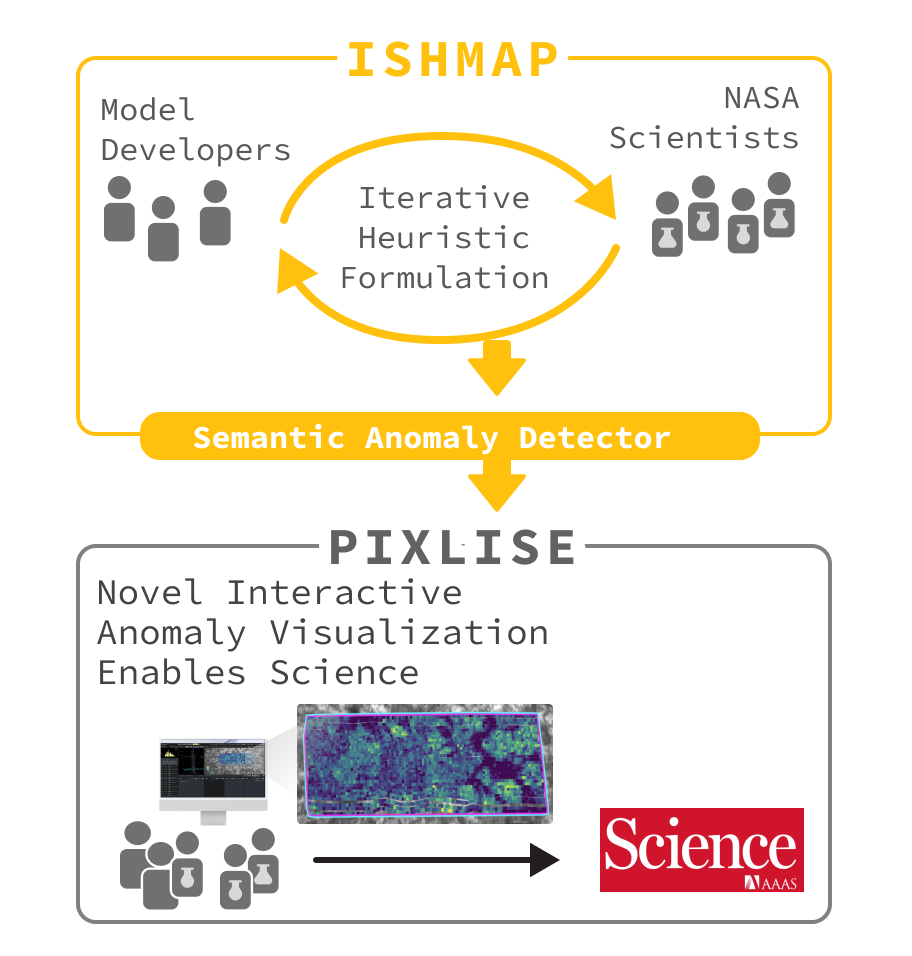 ISHMAP
Model
Developers
NASA
Scientists
Iterative
Heuristic
Formulation
Semantic Anomaly Detector
PIXLISE
Novel Interactive
Anomaly Visualization
Enables Science
Science
AAAS